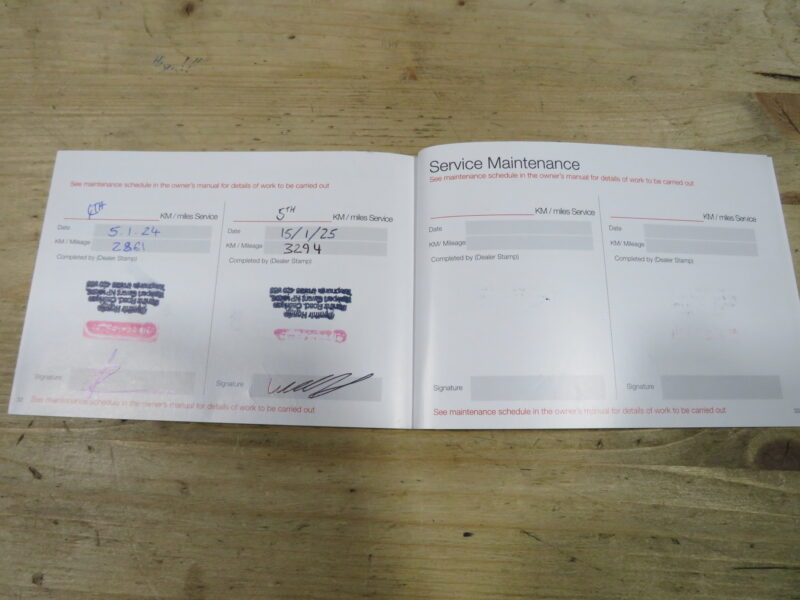 See maintenance schedule in the owner's manual for details of work to be carried out
KM / miles Service
Date 5.1.24
KM / Mileage 2861
Completed by (Dealer Stamp)
Signature
32 See maintenance schedule in the owner's manual for details of work to be carried out
5TH KM / miles Service
Date 15/1/25
KM / Mileage 3294
Completed by (Dealer Stamp)
Signature
Service Maintenance
See maintenance schedule in the owner's manual for details of work to be carried out
KM / miles Service
Date
KM/ Mileage
Completed by (Dealer Stamp)
Signature
KM / miles Service
Date
KM/ Mileage
Completed by (Dealer Stamp)
Signature
See maintenance schedule in the owner's manual for details of work to be carried out